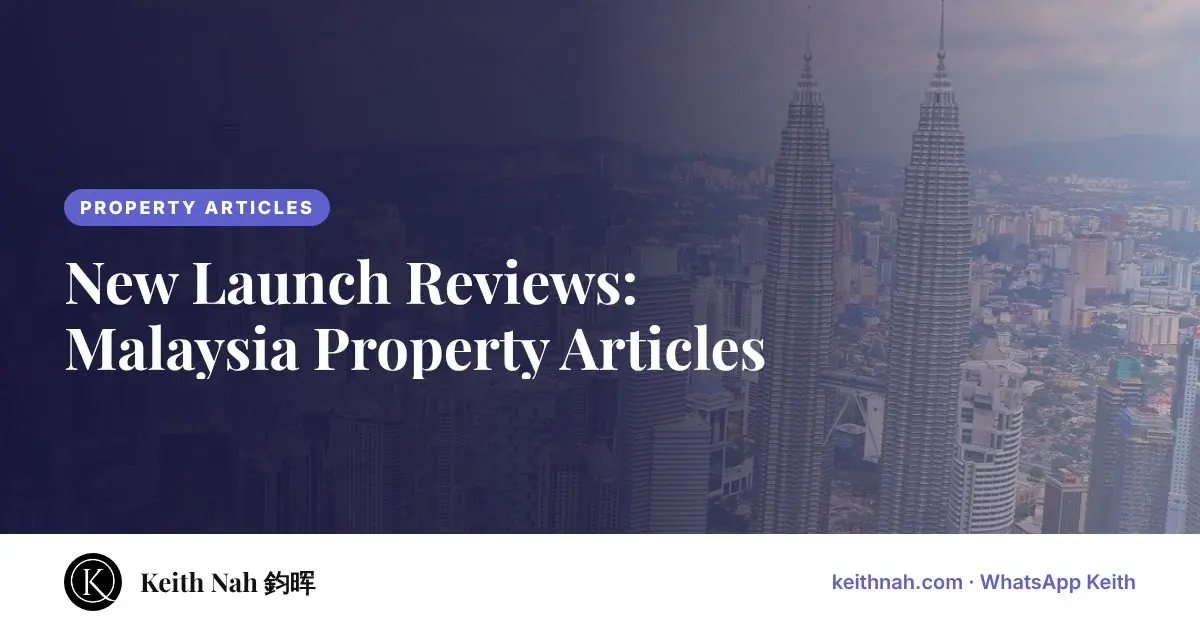 PROPERTY ARTICLES
New Launch Reviews:
Malaysia Property Articles
K
Keith Nah 鈞晖
keithnah.com · WhatsApp Keith